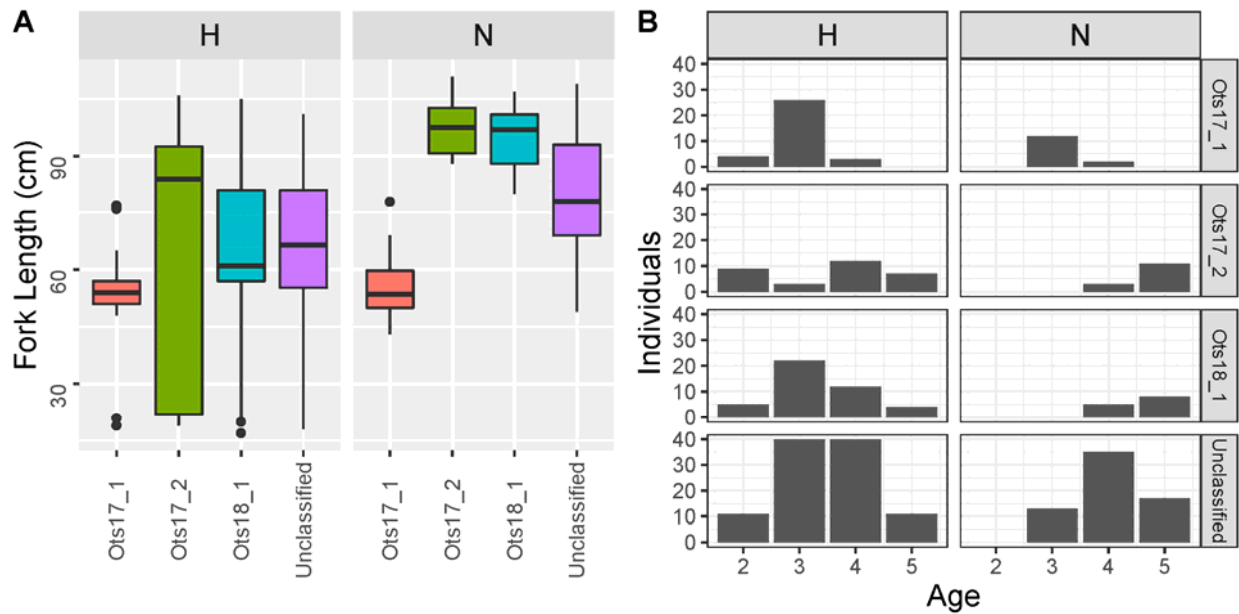 A
H
N
Fork Length (cm)
90
60
30
Ots17_1
Ots17_2
Ots18_1
Unclassified
Ots17_1
Ots17_2
Ots18_1
Unclassified
B
H
N
Individuals
40
30
20
10
0
Ots17_1
40
30
20
10
0
Ots17_2
40
30
20
10
0
Ots18_1
40
30
20
10
0
Unclassified
2 3 4 5 2 3 4 5
Age